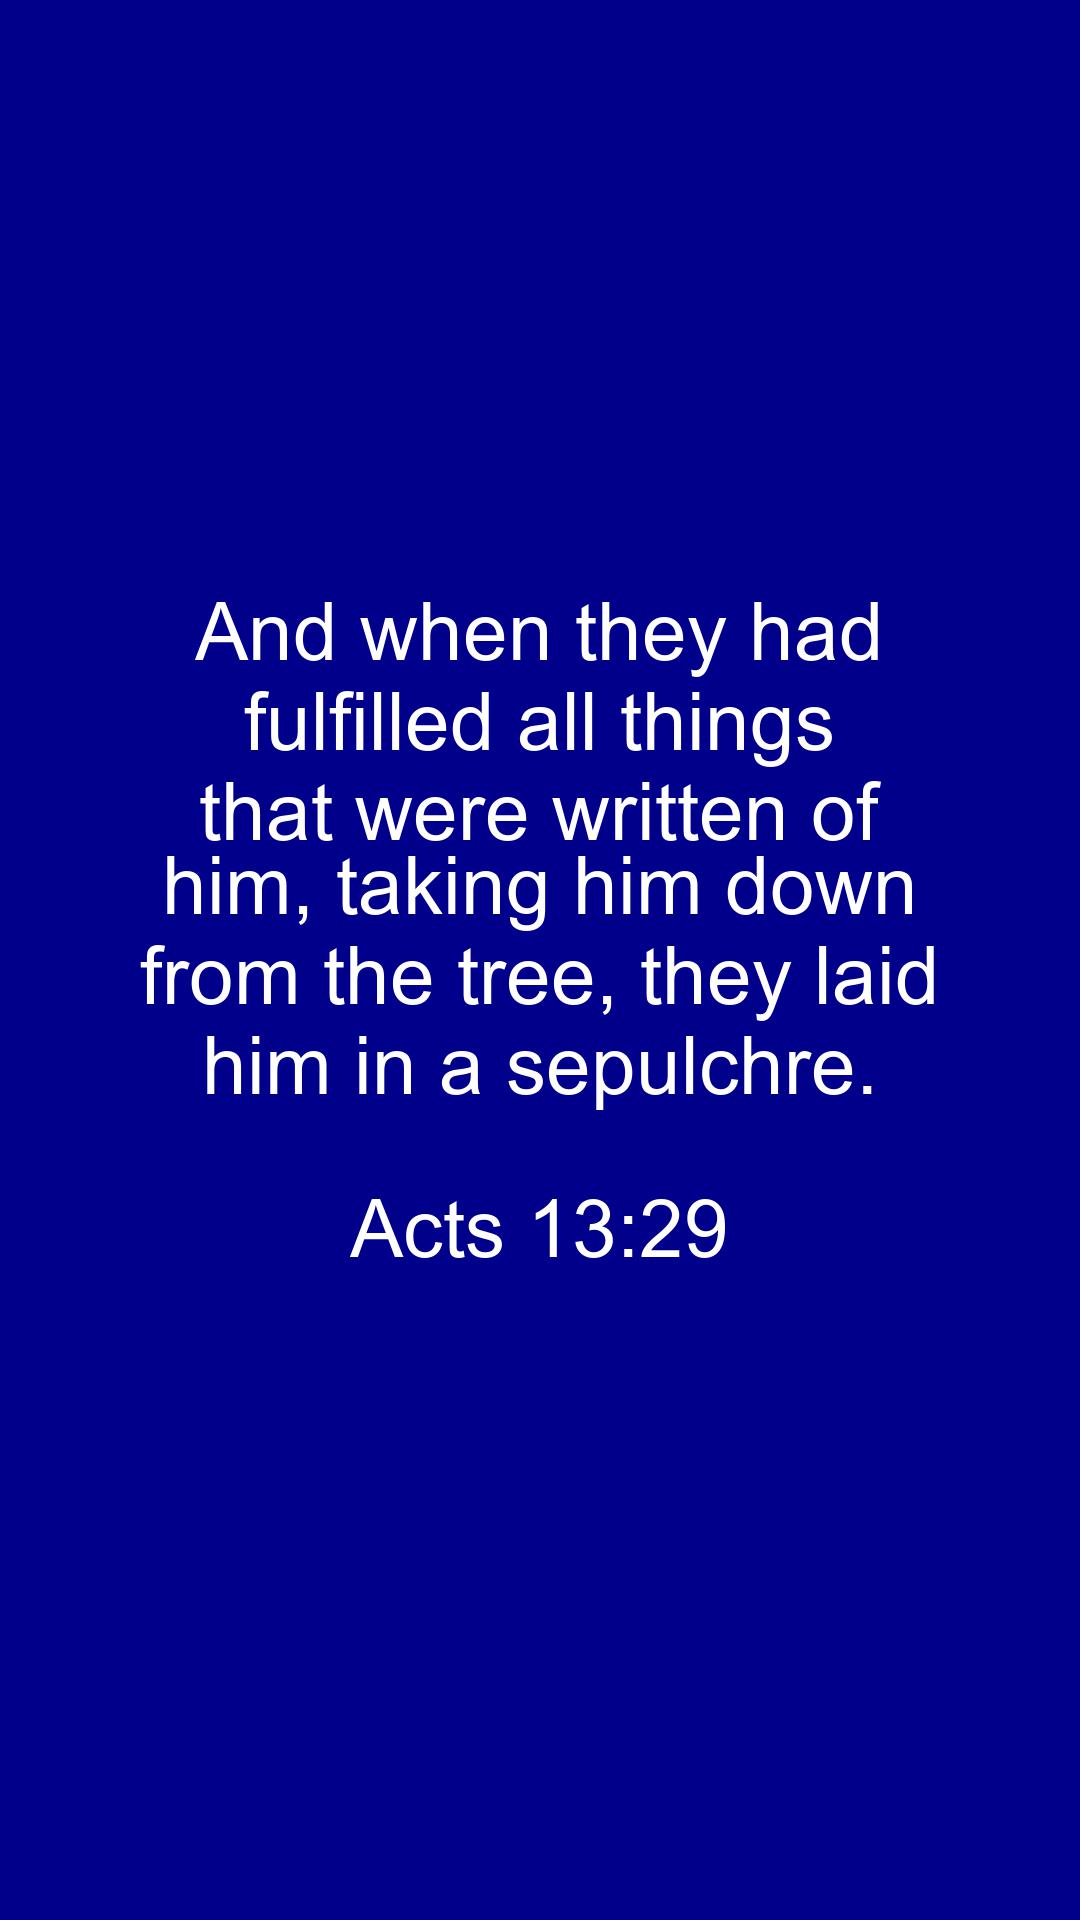 And when they had
fulfilled all things
that were written of
him, taking him down
from the tree, they laid
him in a sepulchre.
Acts 13:29